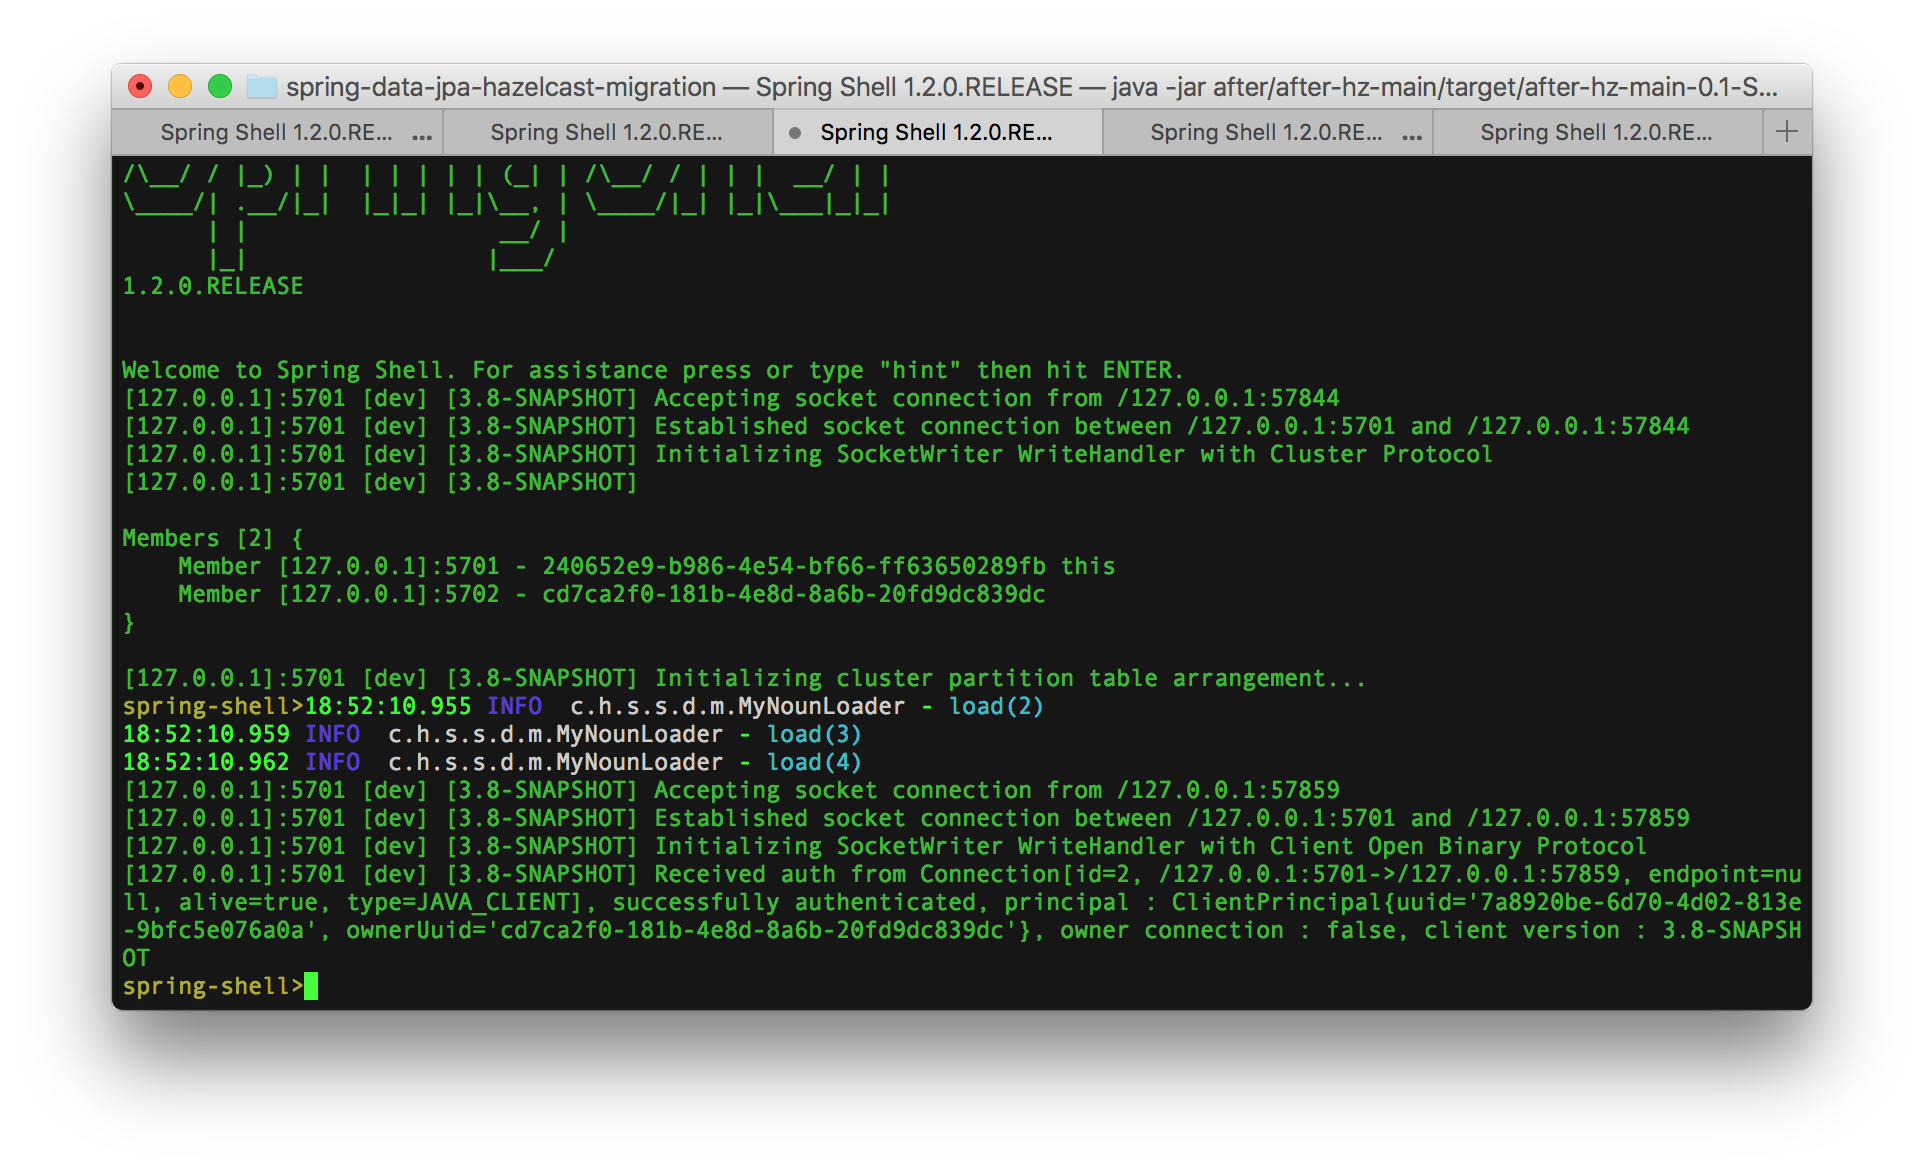 spring-data-jpa-hazelcast-migration — Spring Shell 1.2.0.RELEASE — java -jar after/after-hz-main/target/after-hz-main-0.1-S...
Spring Shell 1.2.0.RE... ... Spring Shell 1.2.0.RE... Spring Shell 1.2.0.RE... Spring Shell 1.2.0.RE... ... Spring Shell 1.2.0.RE... +
/\__/ / |_) | |  | | | | | (_| | /\__/ / | | |  __/ | |
\____/| .__/|_|  |_|_| |_|\__, | \____/|_| |_|\___|_|_|
      | |                  __/ |
      |_|                 |___/
1.2.0.RELEASE
Welcome to Spring Shell. For assistance press or type "hint" then hit ENTER.
[127.0.0.1]:5701 [dev] [3.8-SNAPSHOT] Accepting socket connection from /127.0.0.1:57844
[127.0.0.1]:5701 [dev] [3.8-SNAPSHOT] Established socket connection between /127.0.0.1:5701 and /127.0.0.1:57844
[127.0.0.1]:5701 [dev] [3.8-SNAPSHOT] Initializing SocketWriter WriteHandler with Cluster Protocol
[127.0.0.1]:5701 [dev] [3.8-SNAPSHOT]
Members [2] {
    Member [127.0.0.1]:5701 - 240652e9-b986-4e54-bf66-ff63650289fb this
    Member [127.0.0.1]:5702 - cd7ca2f0-181b-4e8d-8a6b-20fd9dc839dc
}
[127.0.0.1]:5701 [dev] [3.8-SNAPSHOT] Initializing cluster partition table arrangement...
spring-shell>18:52:10.955 INFO  c.h.s.s.d.m.MyNounLoader - load(2)
18:52:10.959 INFO  c.h.s.s.d.m.MyNounLoader - load(3)
18:52:10.962 INFO  c.h.s.s.d.m.MyNounLoader - load(4)
[127.0.0.1]:5701 [dev] [3.8-SNAPSHOT] Accepting socket connection from /127.0.0.1:57859
[127.0.0.1]:5701 [dev] [3.8-SNAPSHOT] Established socket connection between /127.0.0.1:5701 and /127.0.0.1:57859
[127.0.0.1]:5701 [dev] [3.8-SNAPSHOT] Initializing SocketWriter WriteHandler with Client Open Binary Protocol
[127.0.0.1]:5701 [dev] [3.8-SNAPSHOT] Received auth from Connection[id=2, /127.0.0.1:5701->/127.0.0.1:57859, endpoint=nu
ll, alive=true, type=JAVA_CLIENT], successfully authenticated, principal : ClientPrincipal{uuid='7a8920be-6d70-4d02-813e
-9bfc5e076a0a', ownerUuid='cd7ca2f0-181b-4e8d-8a6b-20fd9dc839dc'}, owner connection : false, client version : 3.8-SNAPSH
OT
spring-shell>